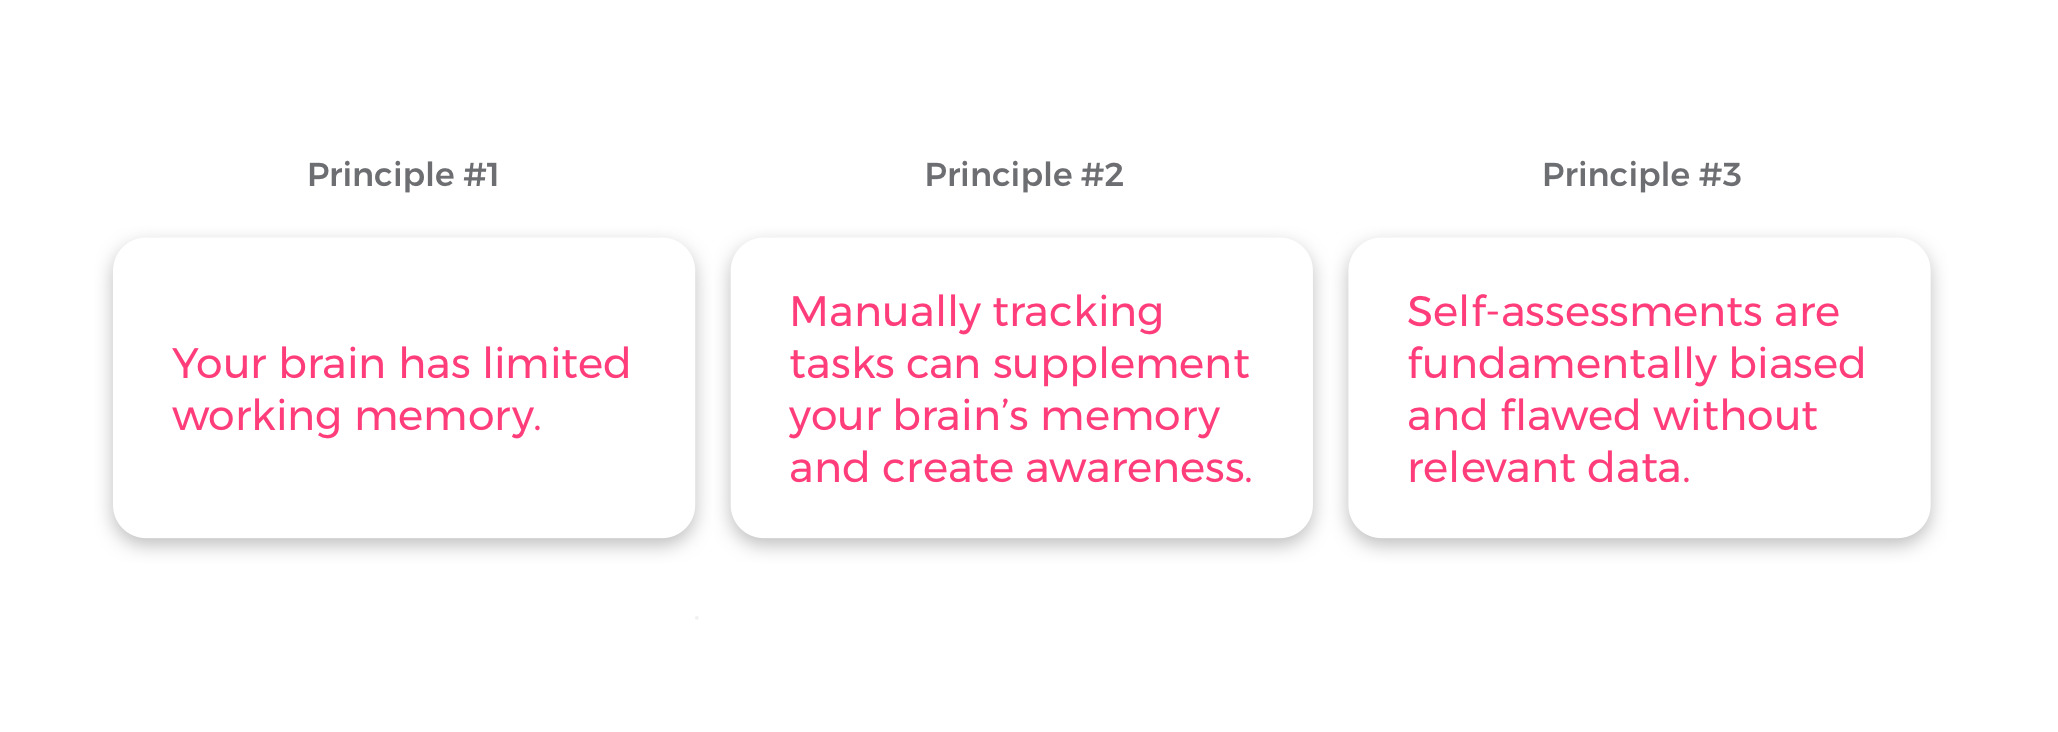 Principle #1
Your brain has limited
working memory.
Principle #2
Manually tracking
tasks can supplement
your brain’s memory
and create awareness.
Principle #3
Self-assessments are
fundamentally biased
and flawed without
relevant data.